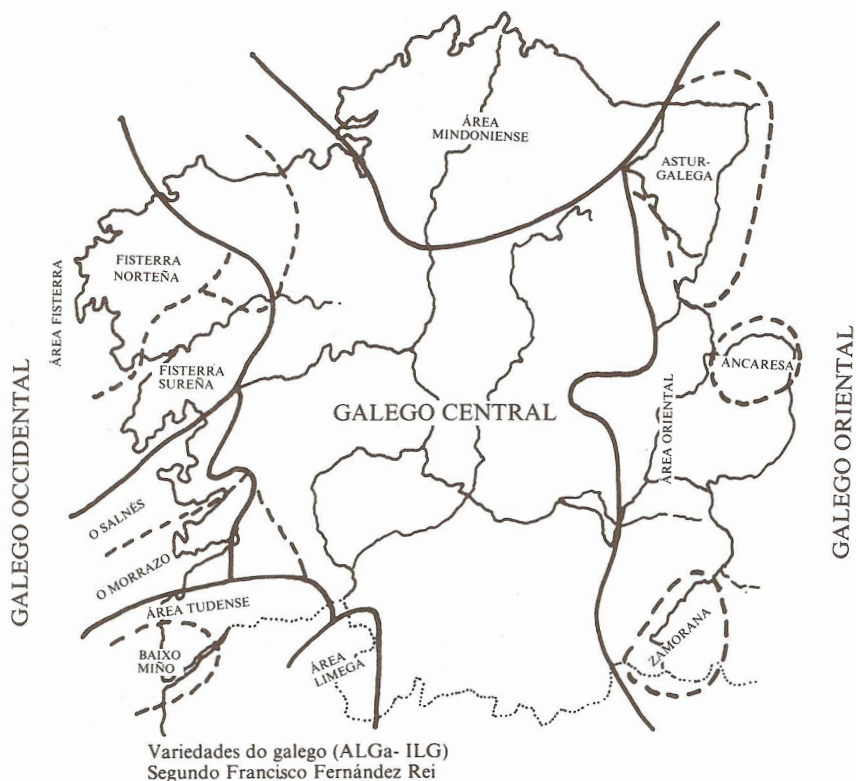 ÁREA
MINDONIENSE
ASTUR-
GALEGA
FISTERRA
NORTEÑA
ÁREA FISTERRA
FISTERRA
SUREÑA
ANCARESA
GALEGO CENTRAL
ÁREA ORIENTAL
GALEGO OCCIDENTAL
GALEGO ORIENTAL
O SALNÉS
O MORRAZO
ÁREA TUDENSE
BAIXO
MIÑO
ÁREA
LIMEGA
ZAMORANA
Variedades do galego (ALGa- ILG)
Segundo Francisco Fernández Rei